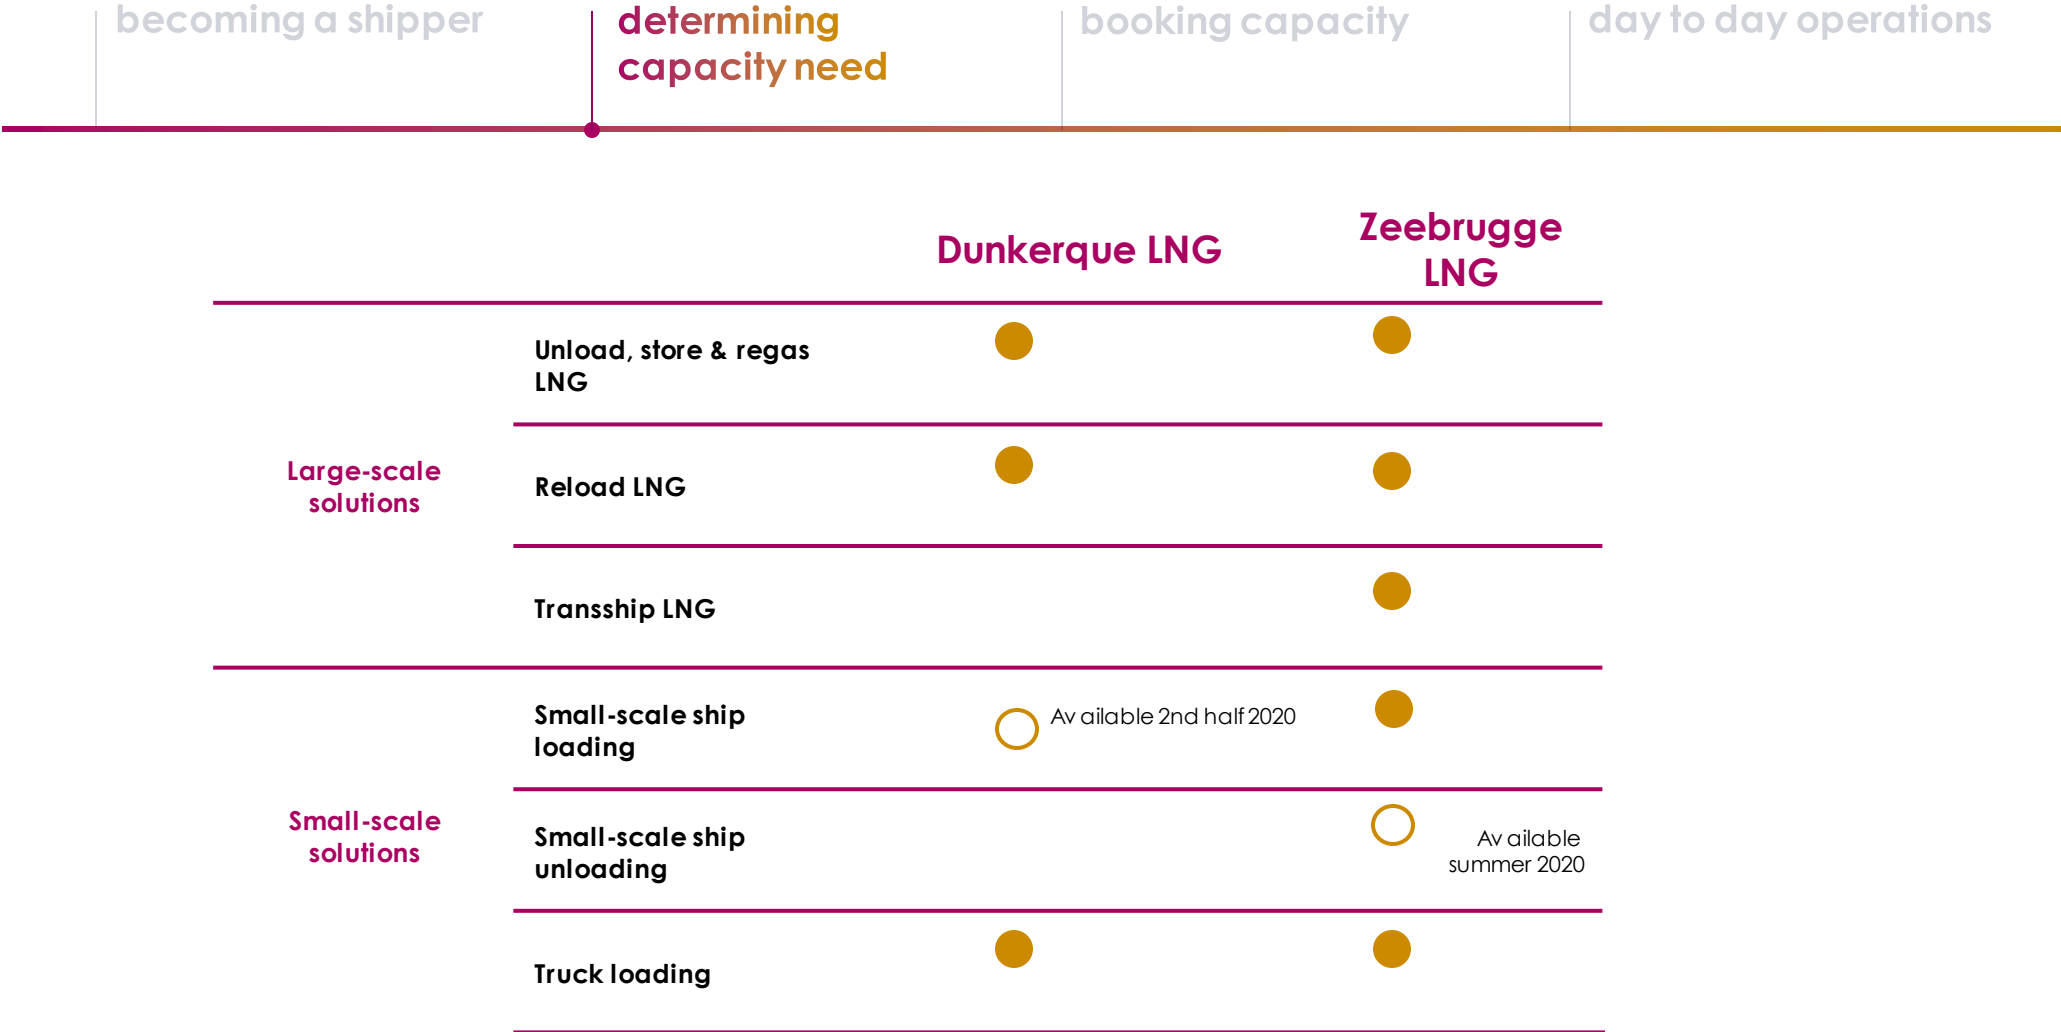 becoming a shipper
determining
capacity need
booking capacity
day to day operations
Dunkerque LNG
Zeebrugge
LNG
Large-scale
solutions
Unload, store & regas
LNG
Reload LNG
Transship LNG
Small-scale
solutions
Small-scale ship
loading
Av ailable 2nd half 2020
Small-scale ship
unloading
Av ailable
summer 2020
Truck loading